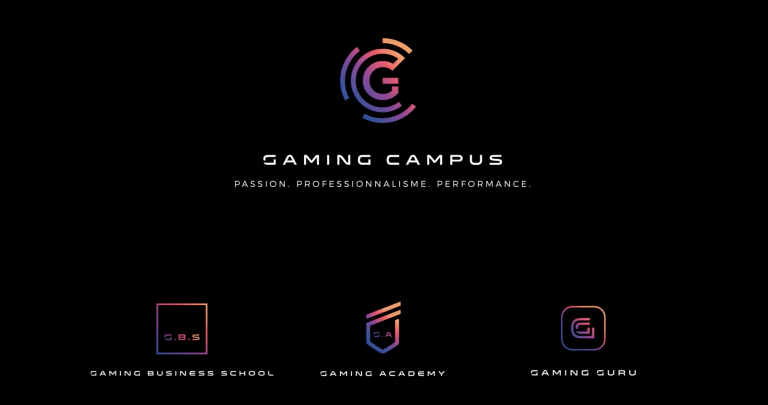 G
GAMING CAMPUS
PASSION. PROFESSIONNALISME. PERFORMANCE.
G.B.S
G.A
G
GAMING BUSINESS SCHOOL
GAMING ACADEMY
GAMING GURU